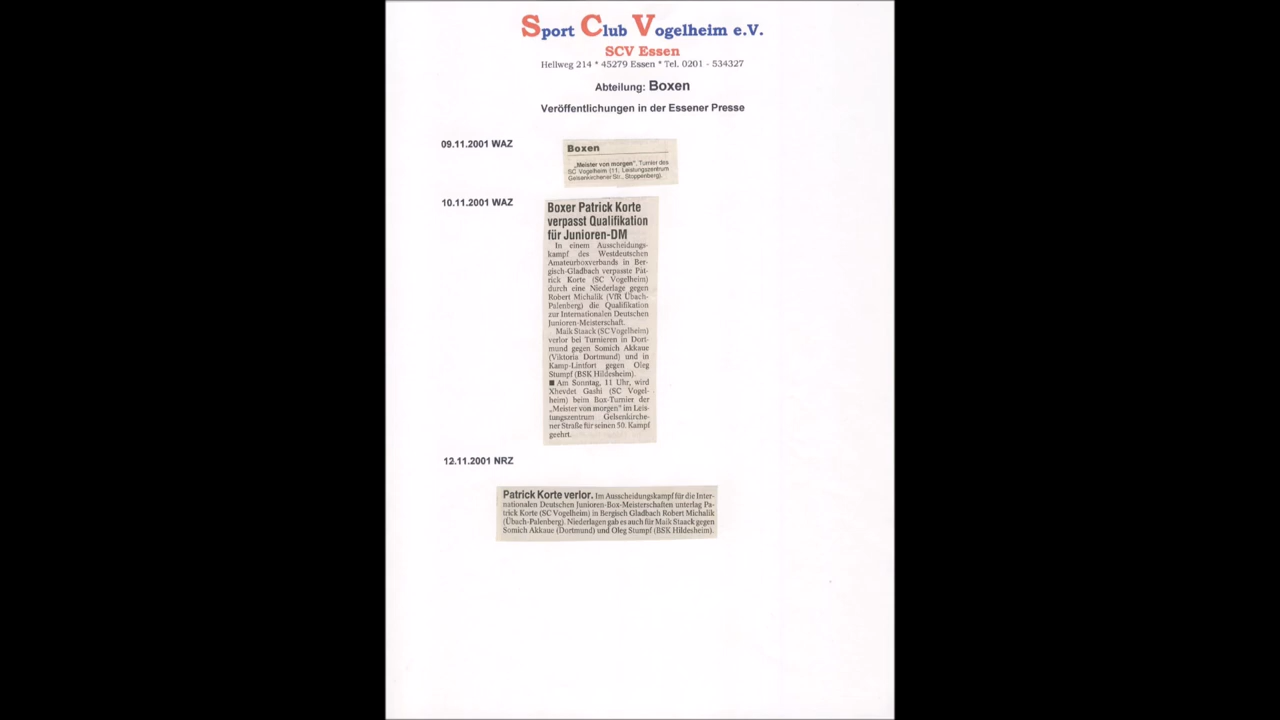 Sport Club Vogelheim e.V.
SCV Essen
Hellweg 214 * 45279 Essen * Tel. 0201 - 534327
Abteilung: Boxen
Veröffentlichungen in der Essener Presse
09.11.2001 WAZ
Boxen
„Meister von morgen", Turnier des
SC Vogelheim (11, Leistungszentrum
Gelsenkirchener Str., Stoppenberg).
10.11.2001 WAZ
Boxer Patrick Korte
verpasst Qualifikation
für Junioren-DM
In einem Ausscheidungs-
kampf des Westdeutschen
Amateurboxverbands in Ber-
gisch-Gladbach verpasste Pat-
rick Korte (SC Vogelheim)
durch eine Niederlage gegen
Robert Michalik (VfR Übach-
Palenberg) die Qualifikation
zur Internationalen Deutschen
Junioren-Meisterschaft.
Maik Staack (SC Vogelheim)
verlor bei Turnieren in Dort-
mund gegen Somich Akkaue
(Viktoria Dortmund) und in
Kamp-Lintfort gegen Oleg
Stumpf (BSK Hildesheim).
■ Am Sonntag, 11 Uhr, wird
Xhevdet Gashi (SC Vogel-
heim) beim Box-Turnier der
„Meister von morgen" im Leis-
tungszentrum Gelsenkirche-
ner Straße für seinen 50. Kampf
geehrt.
12.11.2001 NRZ
Patrick Korte verlor. Im Ausscheidungskampf für die Inter-
nationalen Deutschen Junioren-Box-Meisterschaften unterlag Pa-
trick Korte (SC Vogelheim) in Bergisch Gladbach Robert Michalik
(Übach-Palenberg). Niederlagen gab es auch für Maik Staack gegen
Somich Akkaue (Dortmund) und Oleg Stumpf (BSK Hildesheim).